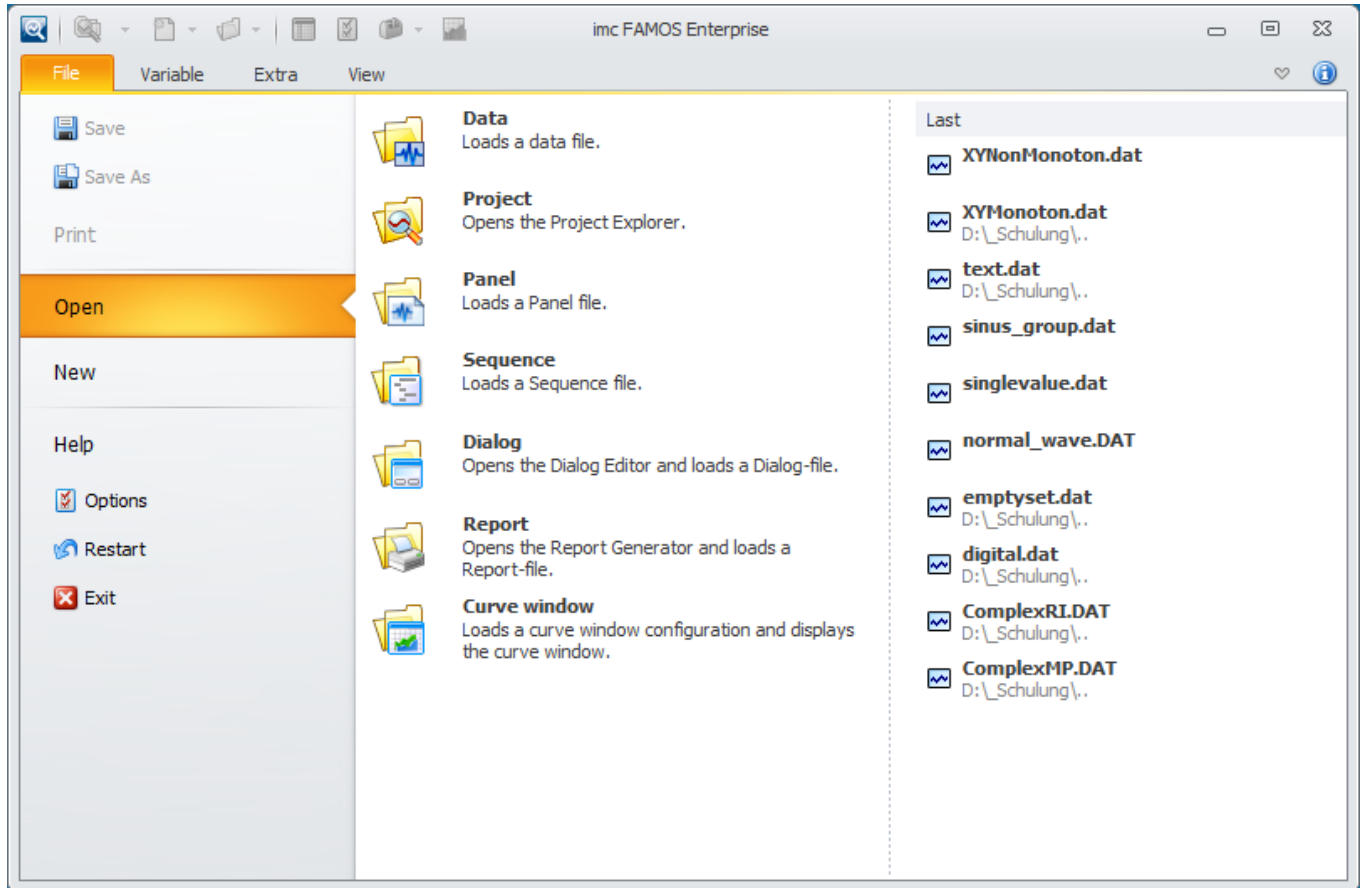 imc FAMOS Enterprise
File
Variable
Extra
View
Save
Save As
Print
Open
New
Help
Options
Restart
Exit
Data
Loads a data file.
Project
Opens the Project Explorer.
Panel
Loads a Panel file.
Sequence
Loads a Sequence file.
Dialog
Opens the Dialog Editor and loads a Dialog-file.
Report
Opens the Report Generator and loads a
Report-file.
Curve window
Loads a curve window configuration and displays
the curve window.
Last
XYNonMonoton.dat
XYMonoton.dat
D:\_Schulung\..
text.dat
D:\_Schulung\..
sinus_group.dat
singlevalue.dat
normal_wave.DAT
emptyset.dat
D:\_Schulung\..
digital.dat
D:\_Schulung\..
ComplexRI.DAT
D:\_Schulung\..
ComplexMP.DAT
D:\_Schulung\..